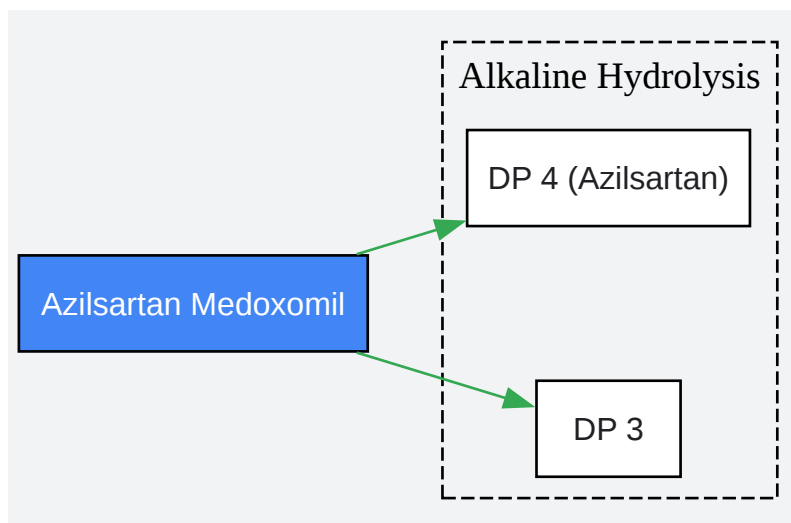 Alkaline Hydrolysis
DP 4 (Azilsartan)
Azilsartan Medoxomil
DP 3